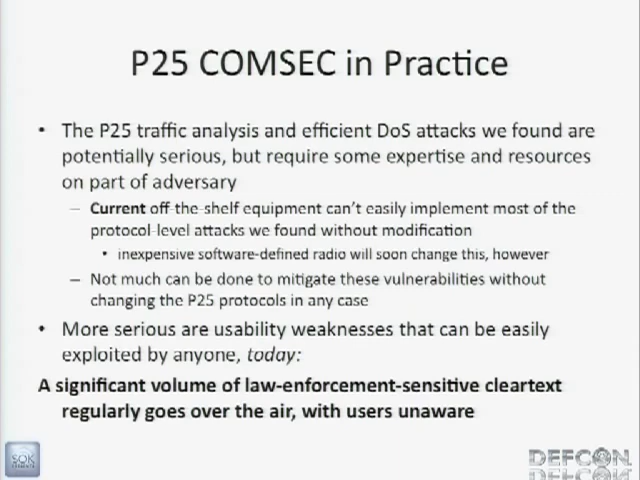 P25 COMSEC in Practice
• The P25 traffic analysis and efficient DoS attacks we found are
potentially serious, but require some expertise and resources
on part of adversary
– Current off-the-shelf equipment can't easily implement most of the
protocol-level attacks we found without modification
• inexpensive software-defined radio will soon change this, however
– Not much can be done to mitigate these vulnerabilities without
changing the P25 protocols in any case
• More serious are usability weaknesses that can be easily
exploited by anyone, today:
A significant volume of law-enforcement-sensitive cleartext
regularly goes over the air, with users unaware
SOK
DEFCON